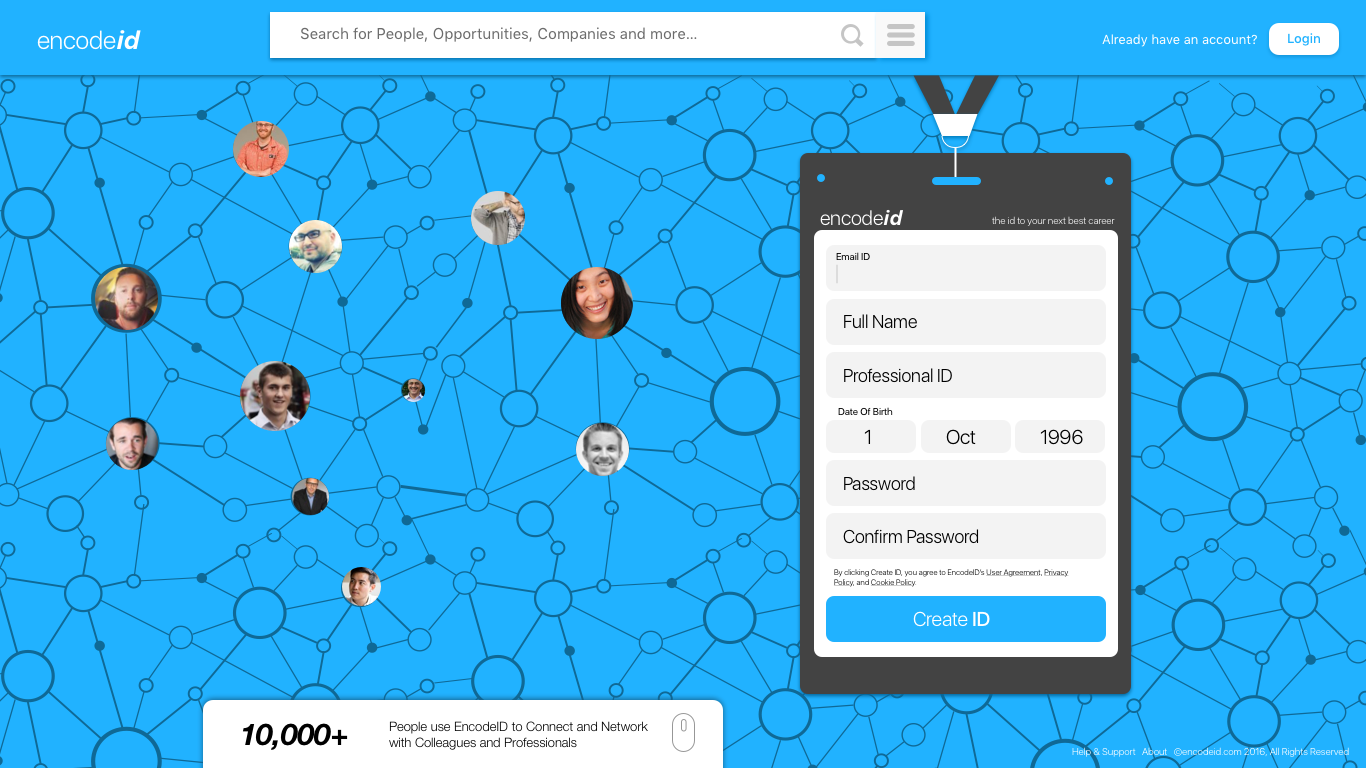 encodeid
Search for People, Opportunities, Companies and more...
Already have an account?
Login
encodeid
the id to your next best career
Email ID
Full Name
Professional ID
Date Of Birth
1
Oct
1996
Password
Confirm Password
By clicking Create ID, you agree to EncodeID's User Agreement, Privacy
Policy, and Cookie Policy.
Create ID
10,000+
People use EncodeID to Connect and Network
with Colleagues and Professionals
Help & Support
About
©encodeid.com 2016, All Rights Reserved